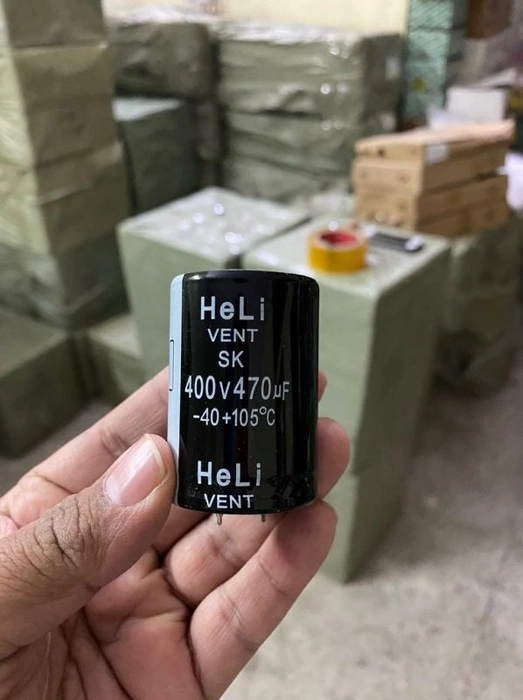 HeLi
VENT
SK
400V470µF
-40+105°C
HeLi
VENT